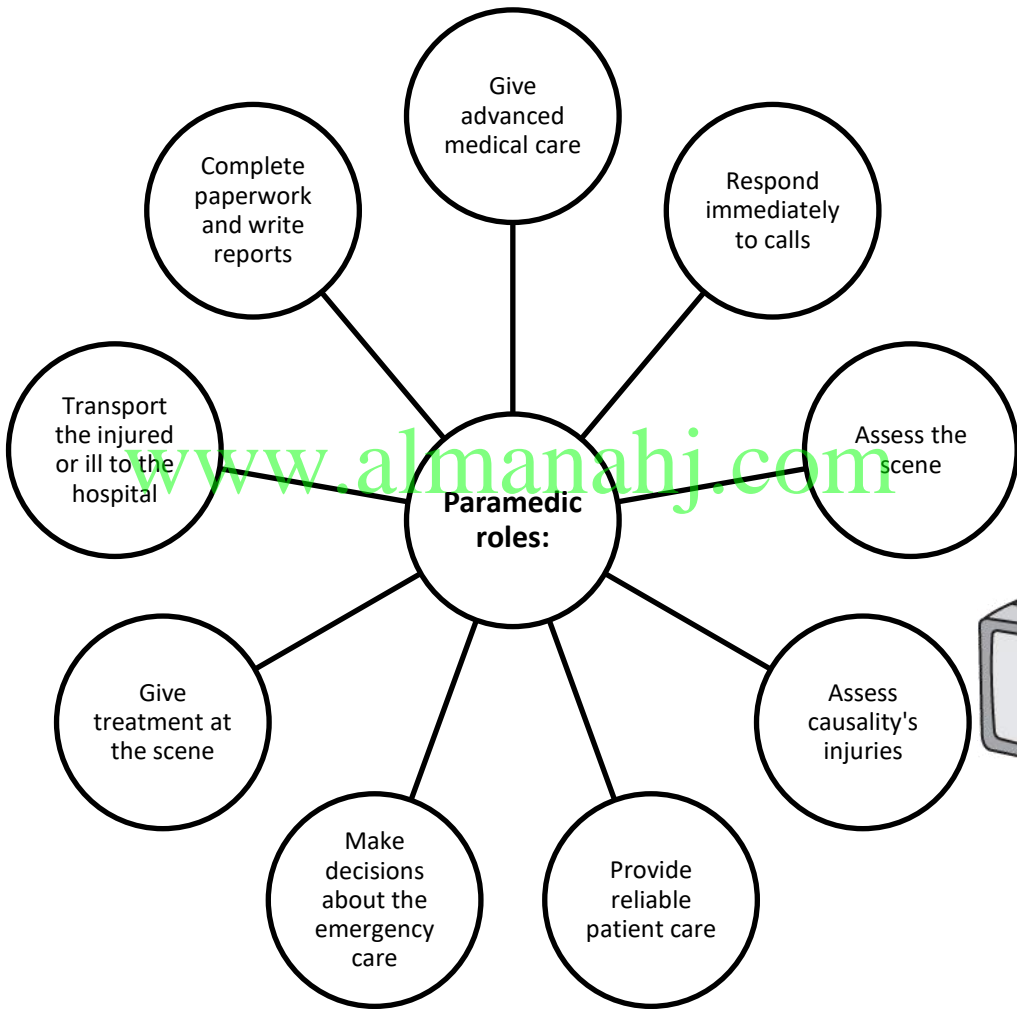 Give
advanced
medical care
Respond
immediately
to calls
Assess the
scene
Assess
causality's
injuries
Provide
reliable
patient care
Make
decisions
about the
emergency
care
Give
treatment at
the scene
Transport
the injured
or ill to the
hospital
Complete
paperwork
and write
reports
Paramedic
roles:
www.almanahj.com